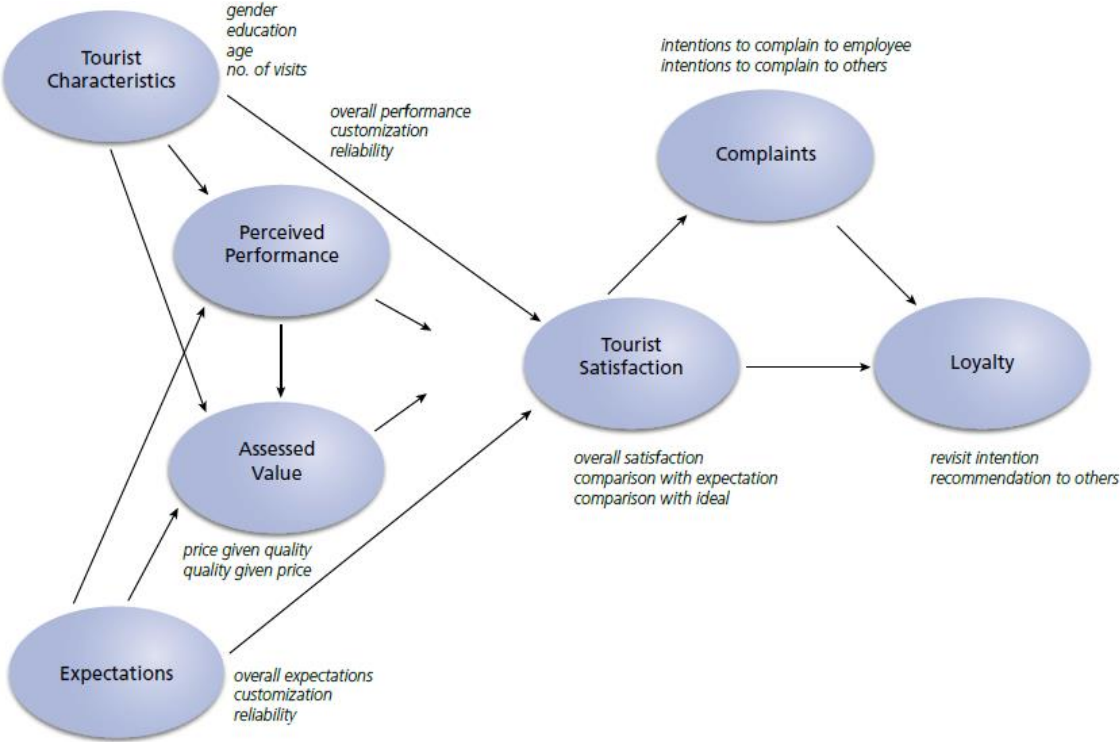 Tourist
Characteristics
gender
education
age
no. of visits
overall performance
customization
reliability
intentions to complain to employee
intentions to complain to others
Complaints
Perceived
Performance
Tourist
Satisfaction
Loyalty
overall satisfaction
comparison with expectation
comparison with ideal
revisit intention
recommendation to others
Assessed
Value
price given quality
quality given price
Expectations
overall expectations
customization
reliability